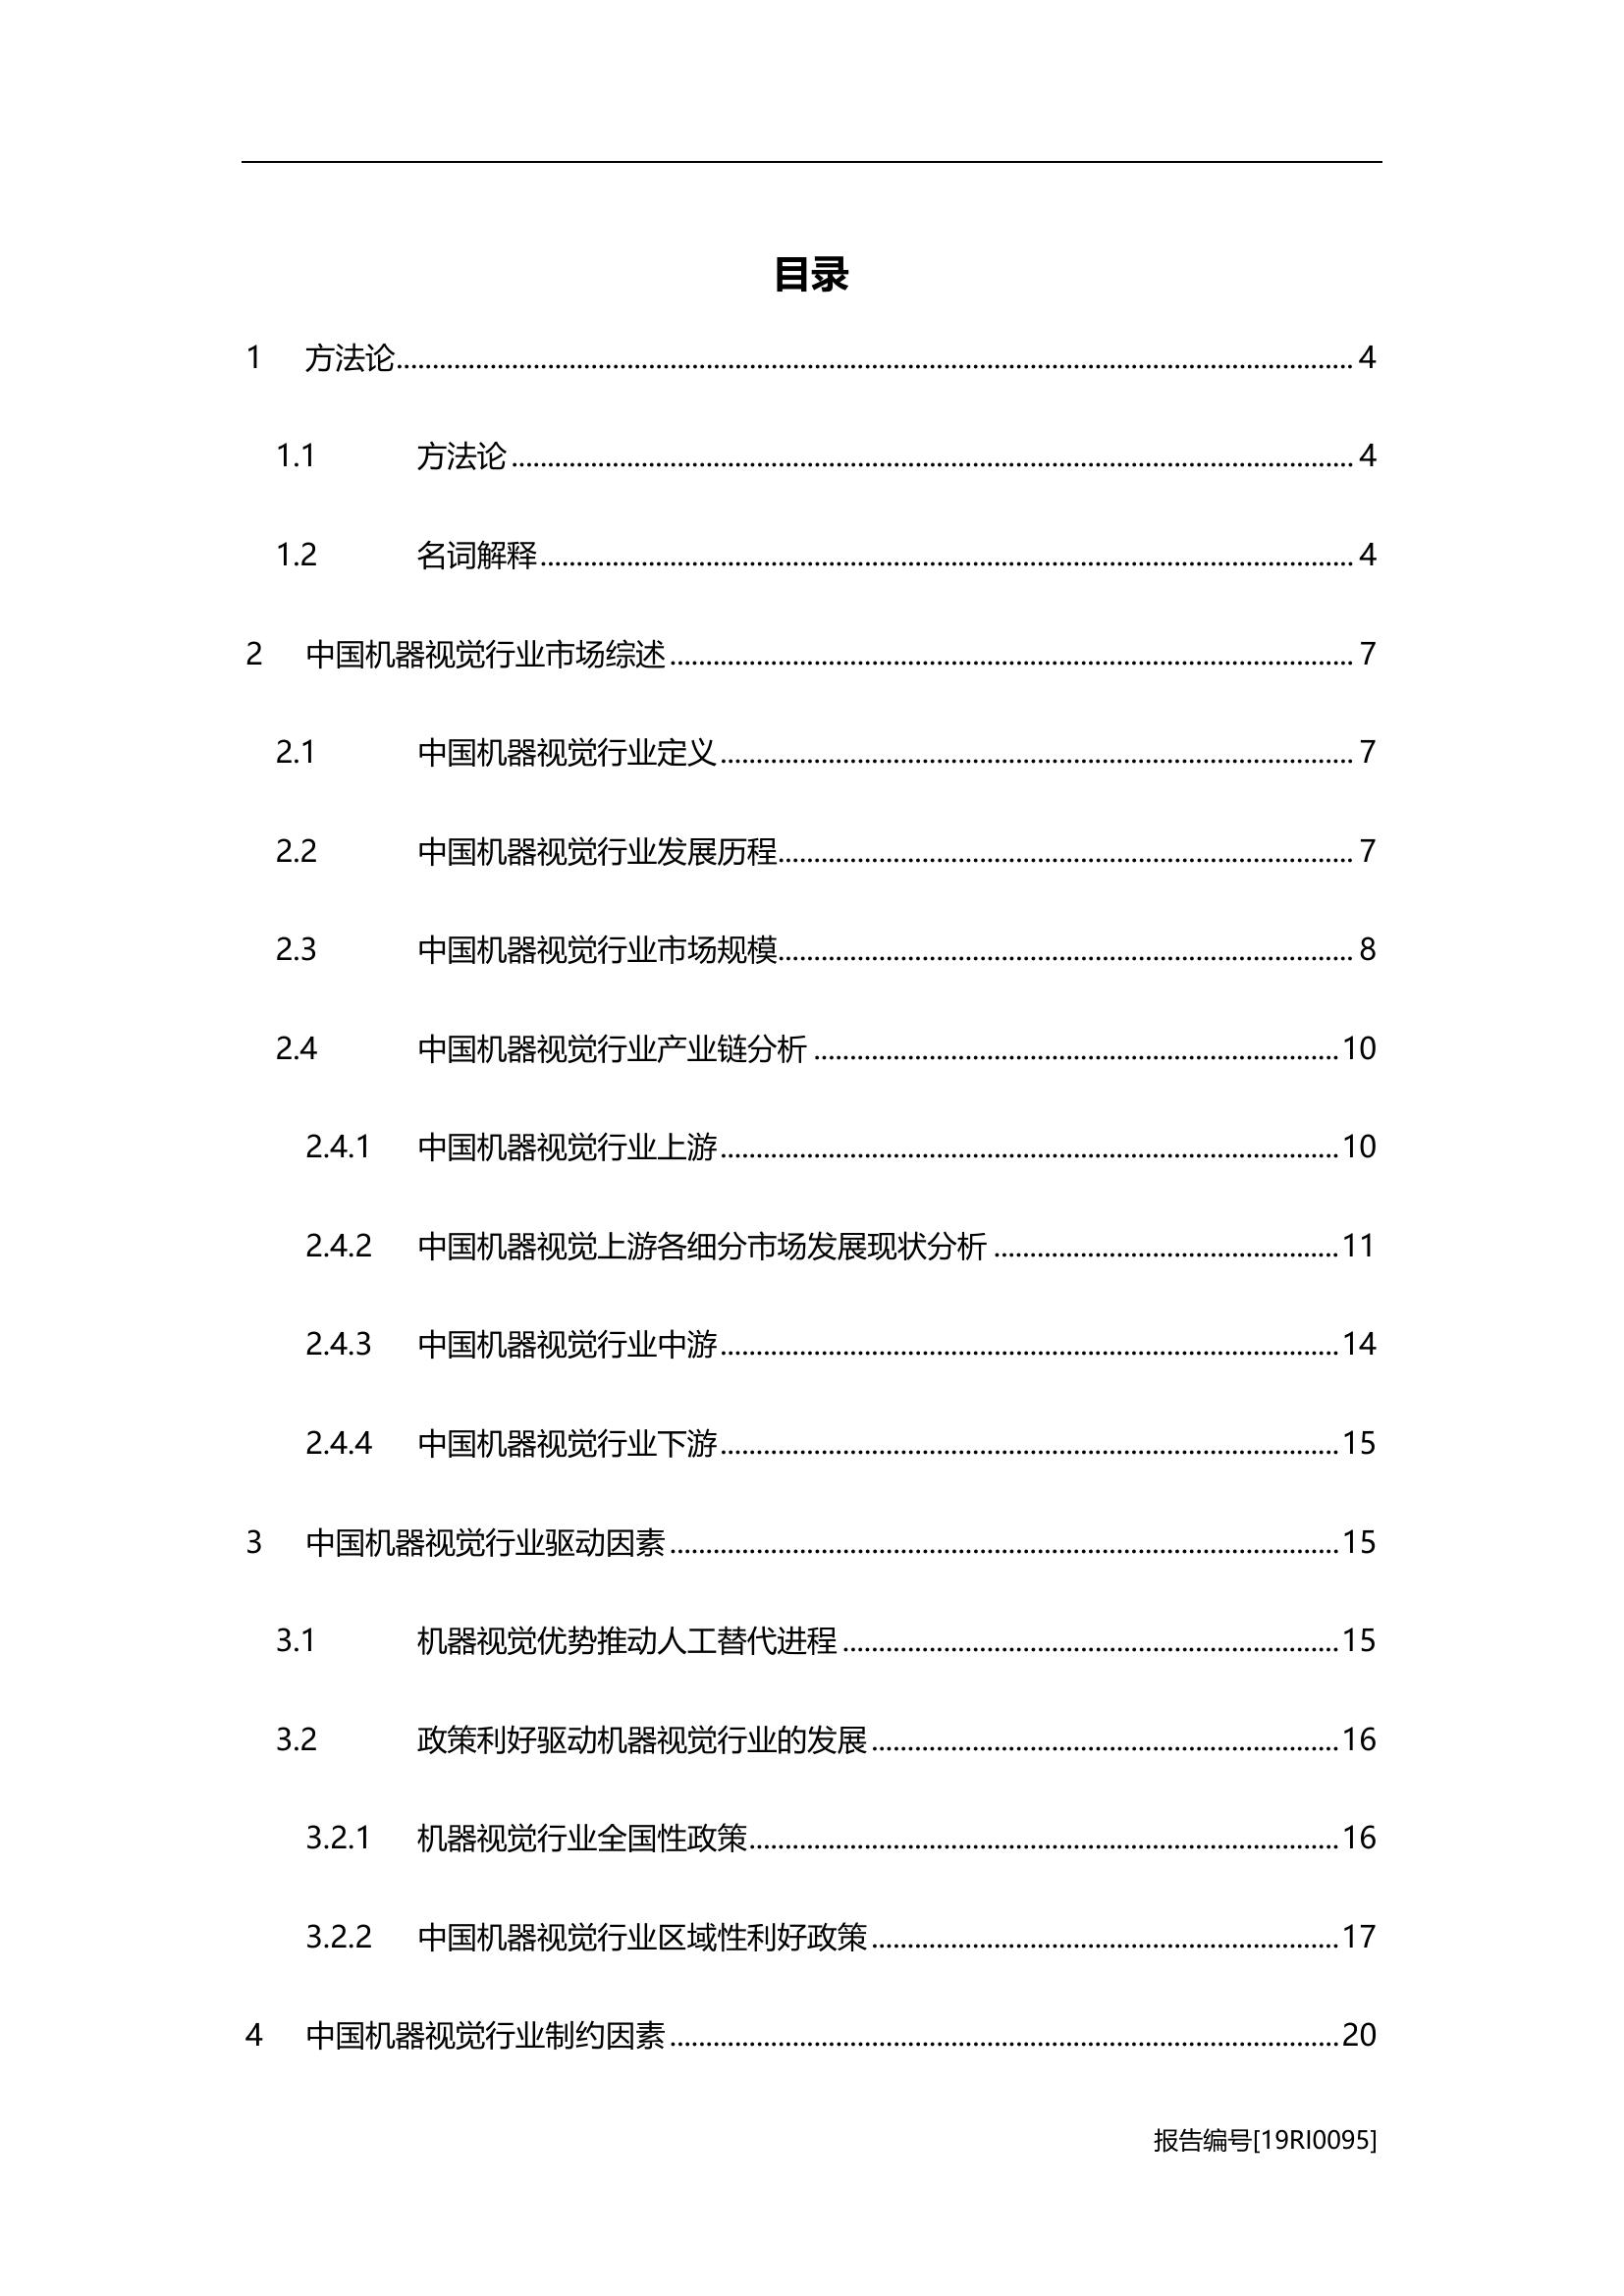 目录
1 方法论........ 4
1.1 方法论........ 4
1.2 名词解释........ 4
2 中国机器视觉行业市场综述........ 7
2.1 中国机器视觉行业定义........ 7
2.2 中国机器视觉行业发展历程........ 7
2.3 中国机器视觉行业市场规模........ 8
2.4 中国机器视觉行业产业链分析........ 10
2.4.1 中国机器视觉行业上游........ 10
2.4.2 中国机器视觉上游各细分市场发展现状分析........ 11
2.4.3 中国机器视觉行业中游........ 14
2.4.4 中国机器视觉行业下游........ 15
3 中国机器视觉行业驱动因素........ 15
3.1 机器视觉优势推动人工替代进程........ 15
3.2 政策利好驱动机器视觉行业的发展........ 16
3.2.1 机器视觉行业全国性政策........ 16
3.2.2 中国机器视觉行业区域性利好政策........ 17
4 中国机器视觉行业制约因素........ 20
报告编号[19RI0095]